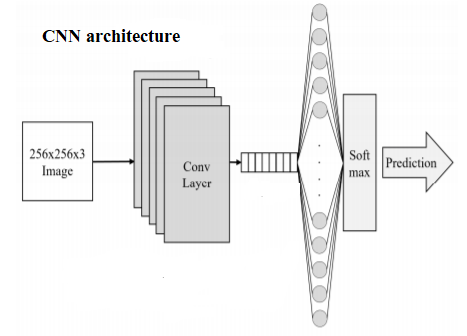 CNN architecture
256x256x3
Image
Conv
Layer
Soft
max
Prediction